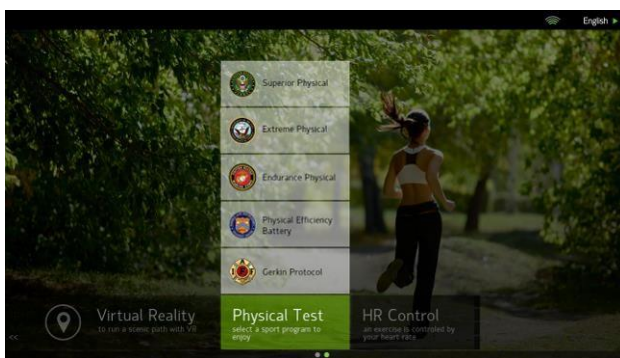 English
Superior Physical
Extreme Physical
Endurance Physical
Physical Efficiency
Battery
Gerkin Protocol
Virtual Reality
to run a scenic path with VR
Physical Test
select a sport program to
enjoy
HR Control
an exercise is controled by
your heart rate
<<